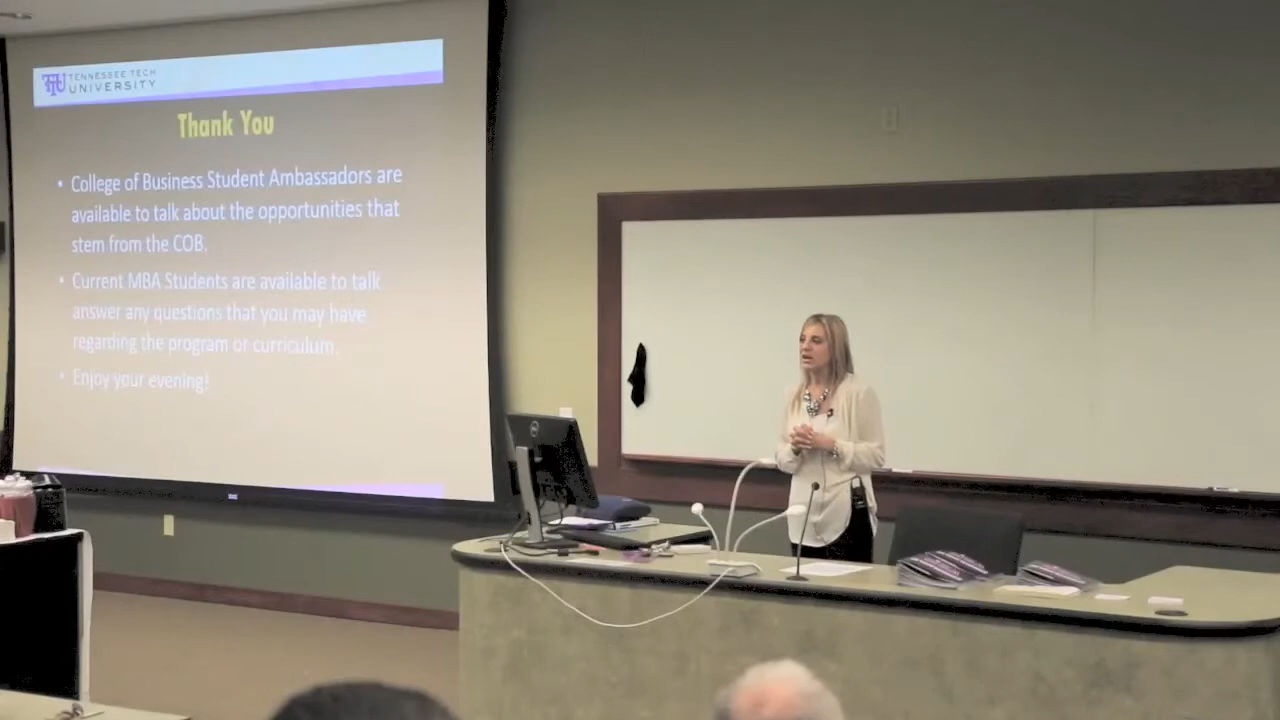 TTU TENNESSEE TECH
UNIVERSITY
Thank You
• College of Business Student Ambassadors are
available to talk about the opportunities that
stem from the COB.
• Current MBA Students are available to talk
answer any questions that you may have
regarding the program or curriculum.
• Enjoy your evening!
DELL